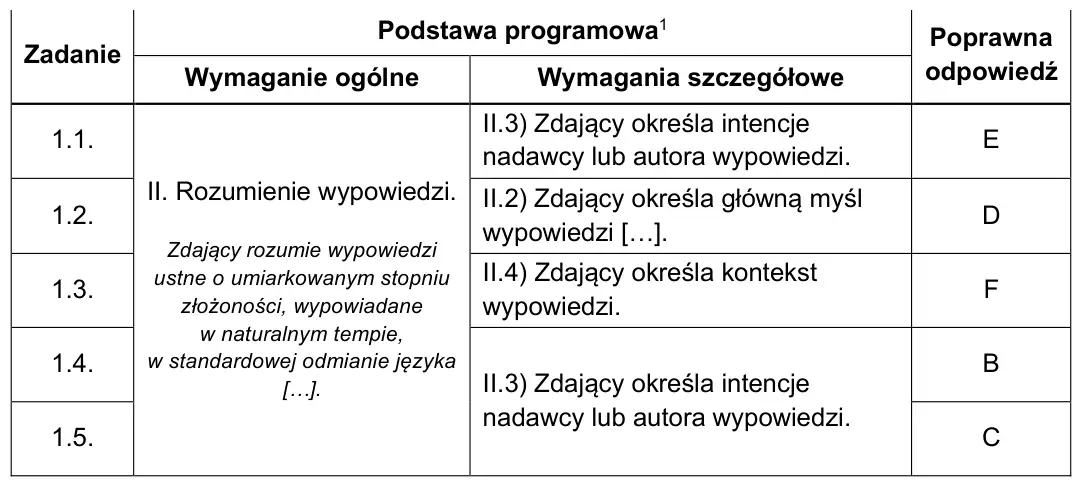 Zadanie
Podstawa programowa¹
Poprawna
odpowiedź
Wymaganie ogólne
Wymagania szczegółowe
1.1.
II. Rozumienie wypowiedzi.
Zdający rozumie wypowiedzi
ustne o umiarkowanym stopniu
złożoności, wypowiadane
w naturalnym tempie,
w standardowej odmianie języka
[…].
II.3) Zdający określa intencje
nadawcy lub autora wypowiedzi.
E
1.2.
II.2) Zdający określa główną myśl
wypowiedzi […].
D
1.3.
II.4) Zdający określa kontekst
wypowiedzi.
F
1.4.
II.3) Zdający określa intencje
nadawcy lub autora wypowiedzi.
B
1.5.
C